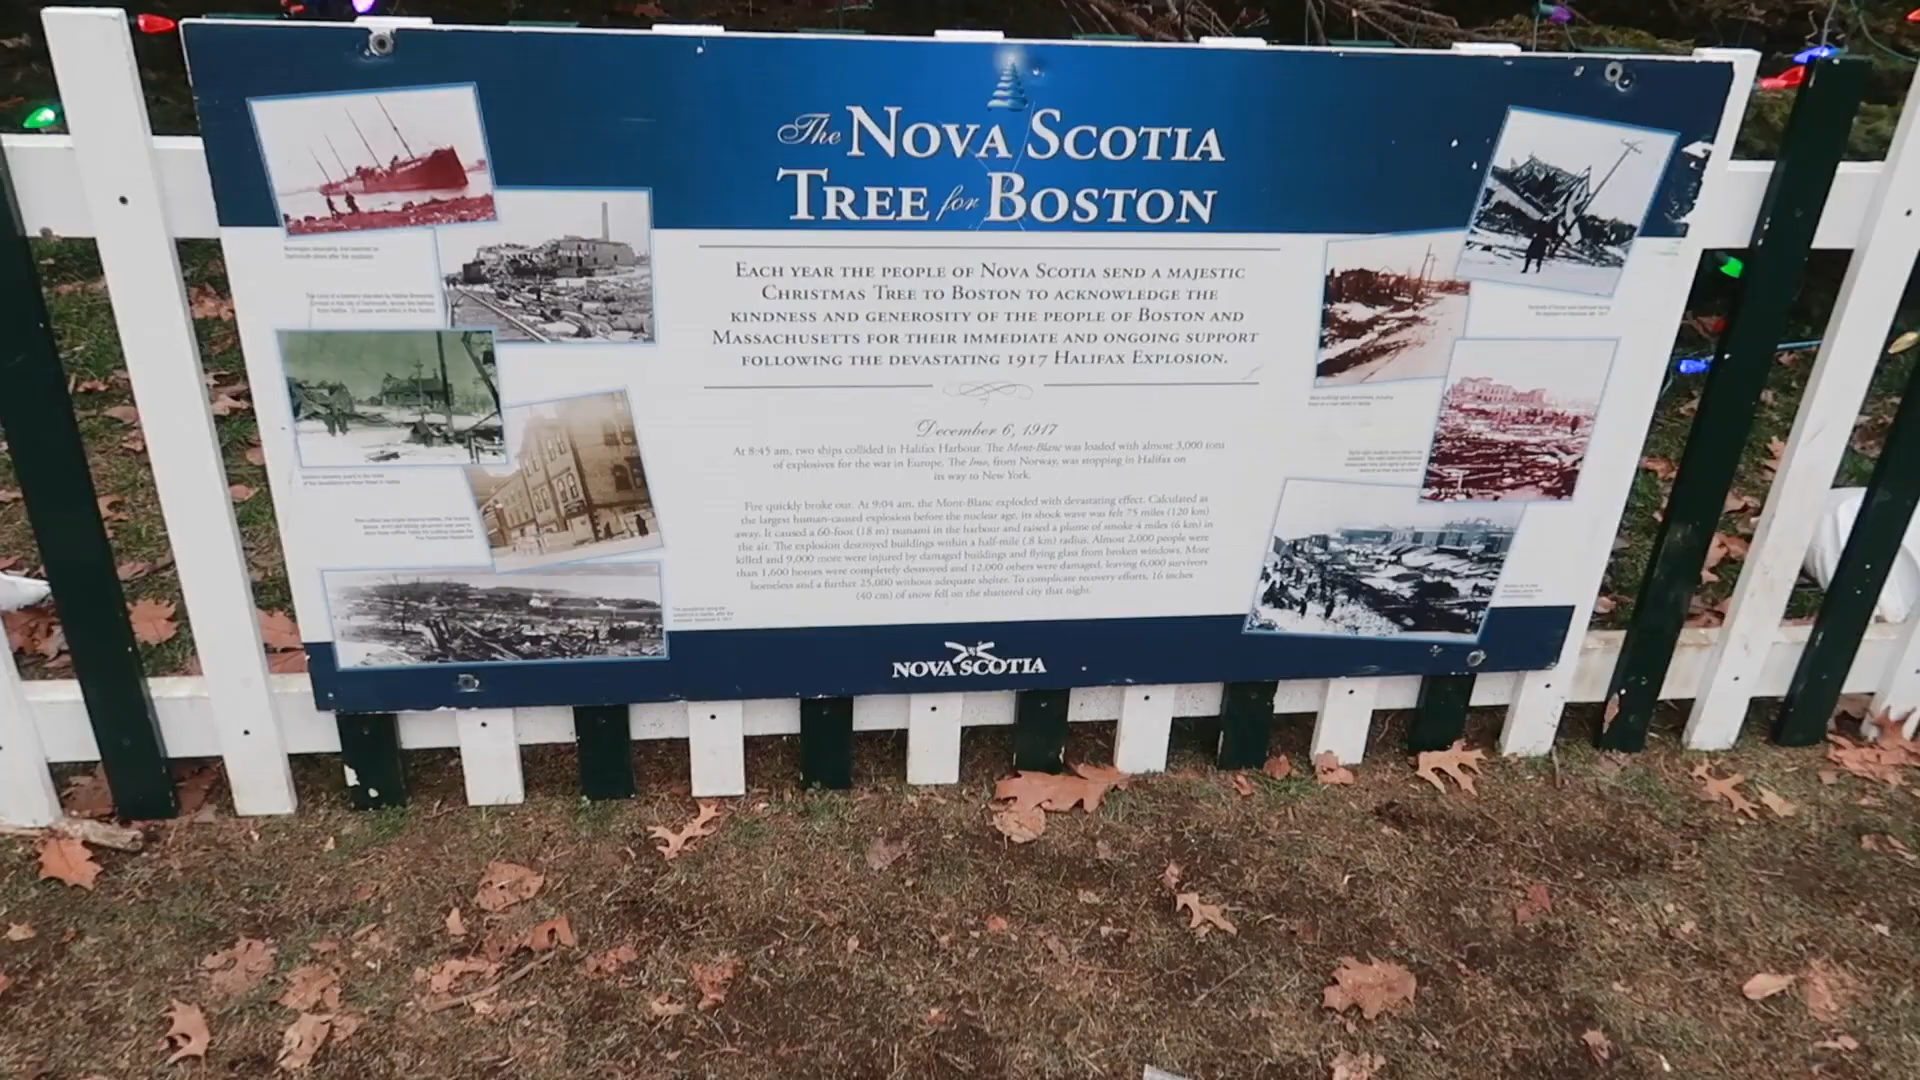 The NOVA SCOTIA
TREE for BOSTON
EACH YEAR THE PEOPLE OF NOVA SCOTIA SEND A MAJESTIC
CHRISTMAS TREE TO BOSTON TO ACKNOWLEDGE THE
KINDNESS AND GENEROSITY OF THE PEOPLE OF BOSTON AND
MASSACHUSETTS FOR THEIR IMMEDIATE AND ONGOING SUPPORT
FOLLOWING THE DEVASTATING 1917 HALIFAX EXPLOSION.
December 6, 1917
At 8:45 am, two ships collided in Halifax Harbour. The Mont-Blanc was loaded with almost 3,000 tons
of explosives for the war in Europe. The Imo, from Norway, was stopping in Halifax on
its way to New York.
Fire quickly broke out. At 9:04 am, the Mont-Blanc exploded with devastating effect. Calculated as
the largest human-caused explosion before the nuclear age, its shock wave was felt 75 miles (120 km)
away. It caused a 60-foot (18 m) tsunami in the harbour and raised a plume of smoke 4 miles (6 km) in
the air. The explosion destroyed buildings within a half-mile (.8 km) radius. Almost 2,000 people were
killed and 9,000 more were injured by damaged buildings and flying glass from broken windows. More
than 1,600 homes were completely destroyed and 12,000 others were damaged, leaving 6,000 survivors
homeless and a further 25,000 without adequate shelter. To complicate recovery efforts, 16 inches
(40 cm) of snow fell on the shattered city that night.
NOVA SCOTIA